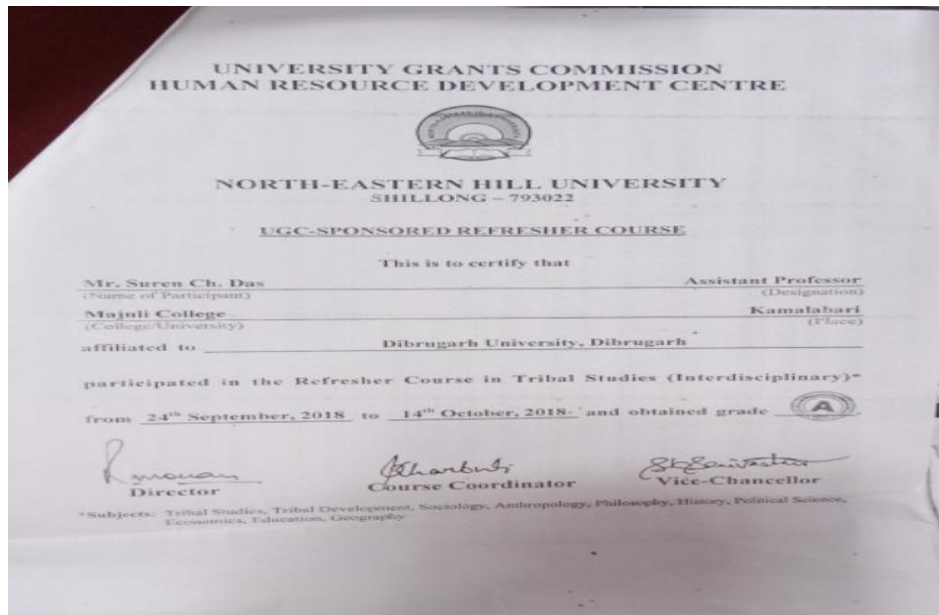 UNIVERSITY GRANTS COMMISSION
HUMAN RESOURCE DEVELOPMENT CENTRE
NORTH-EASTERN HILL UNIVERSITY
SHILLONG – 793022
UGC-SPONSORED REFRESHER COURSE
This is to certify that
Mr. Suren Ch. Das Assistant Professor
(Name of Participant) (Designation)
Majuli College Kamalabari
(College/University) (Place)
affiliated to Dibrugarh University, Dibrugarh
participated in the Refresher Course in Tribal Studies (Interdisciplinary)*
from 24th September, 2018 to 14th October, 2018- and obtained grade A
Director Course Coordinator Vice-Chancellor
*Subjects: Tribal Studies, Tribal Development, Sociology, Anthropology, Philosophy, History, Political Science,
Economics, Education, Geography